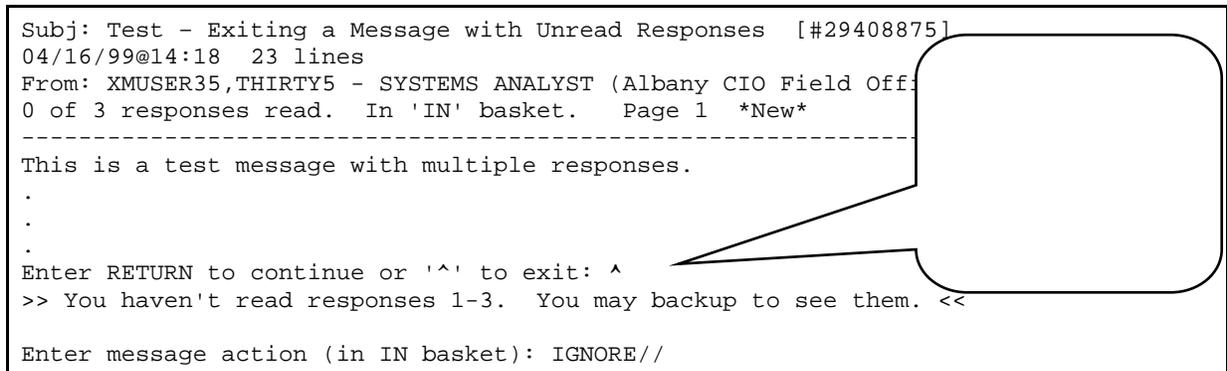 Subj: Test – Exiting a Message with Unread Responses [#29408875]
04/16/99@14:18 23 lines
From: XMUSER35,THIRTY5 - SYSTEMS ANALYST (Albany CIO Field
0 of 3 responses read. In 'IN' basket. Page 1 *New*
--------------------------------------------------------------------
This is a test message with multiple responses.
.
.
.
Enter RETURN to continue or '^' to exit: ^
>> You haven't read responses 1-3. You may backup to see them. <<
Enter message action (in IN basket): IGNORE//